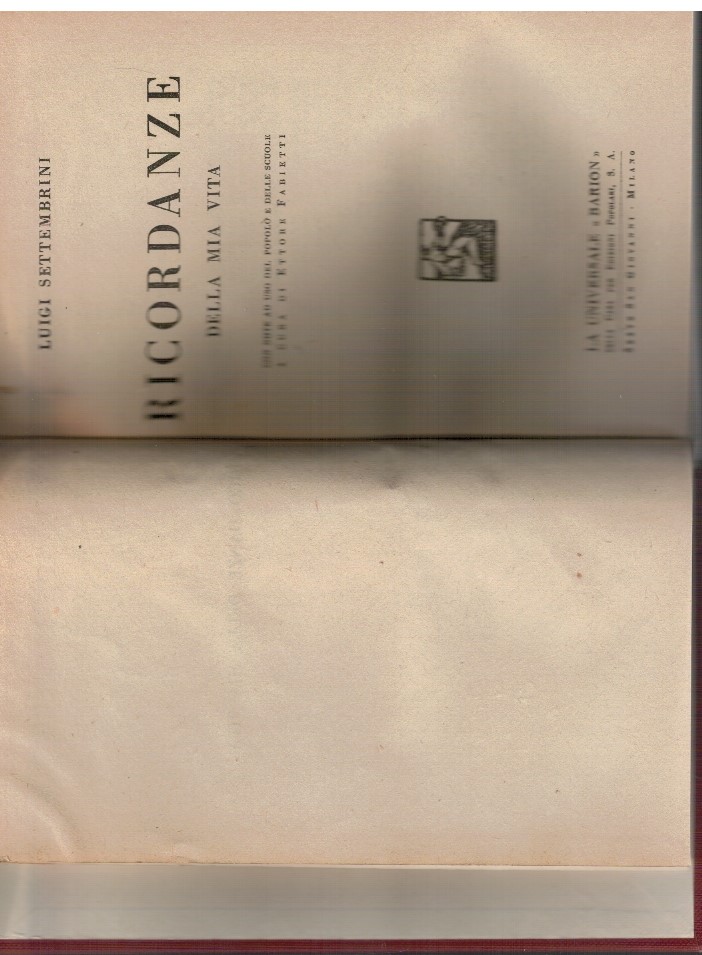 LUIGI SETTEMBRINI
RICORDANZE
DELLA MIA VITA
CON NOTE AD USO DEL POPOLO E DELLE SCUOLE
A CURA DI ETTORE FABIETTI
LA UNIVERSALE « BARION »
DELLA CASA PER EDIZIONI POPOLARI, S. A.
SESTO SAN GIOVANNI - MILANO